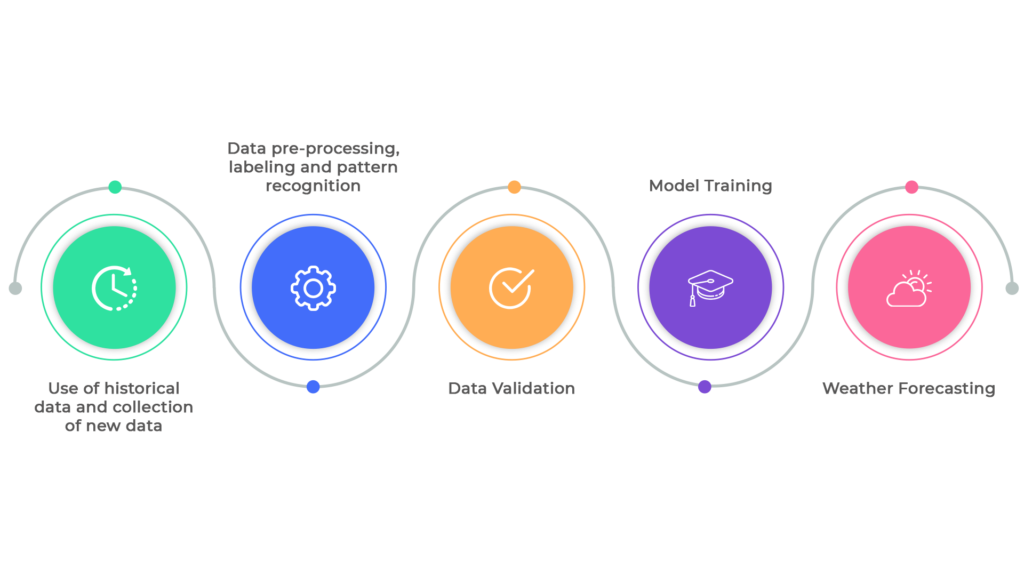 Use of historical
data and collection
of new data
Data pre-processing,
labeling and pattern
recognition
Data Validation
Model Training
Weather Forecasting